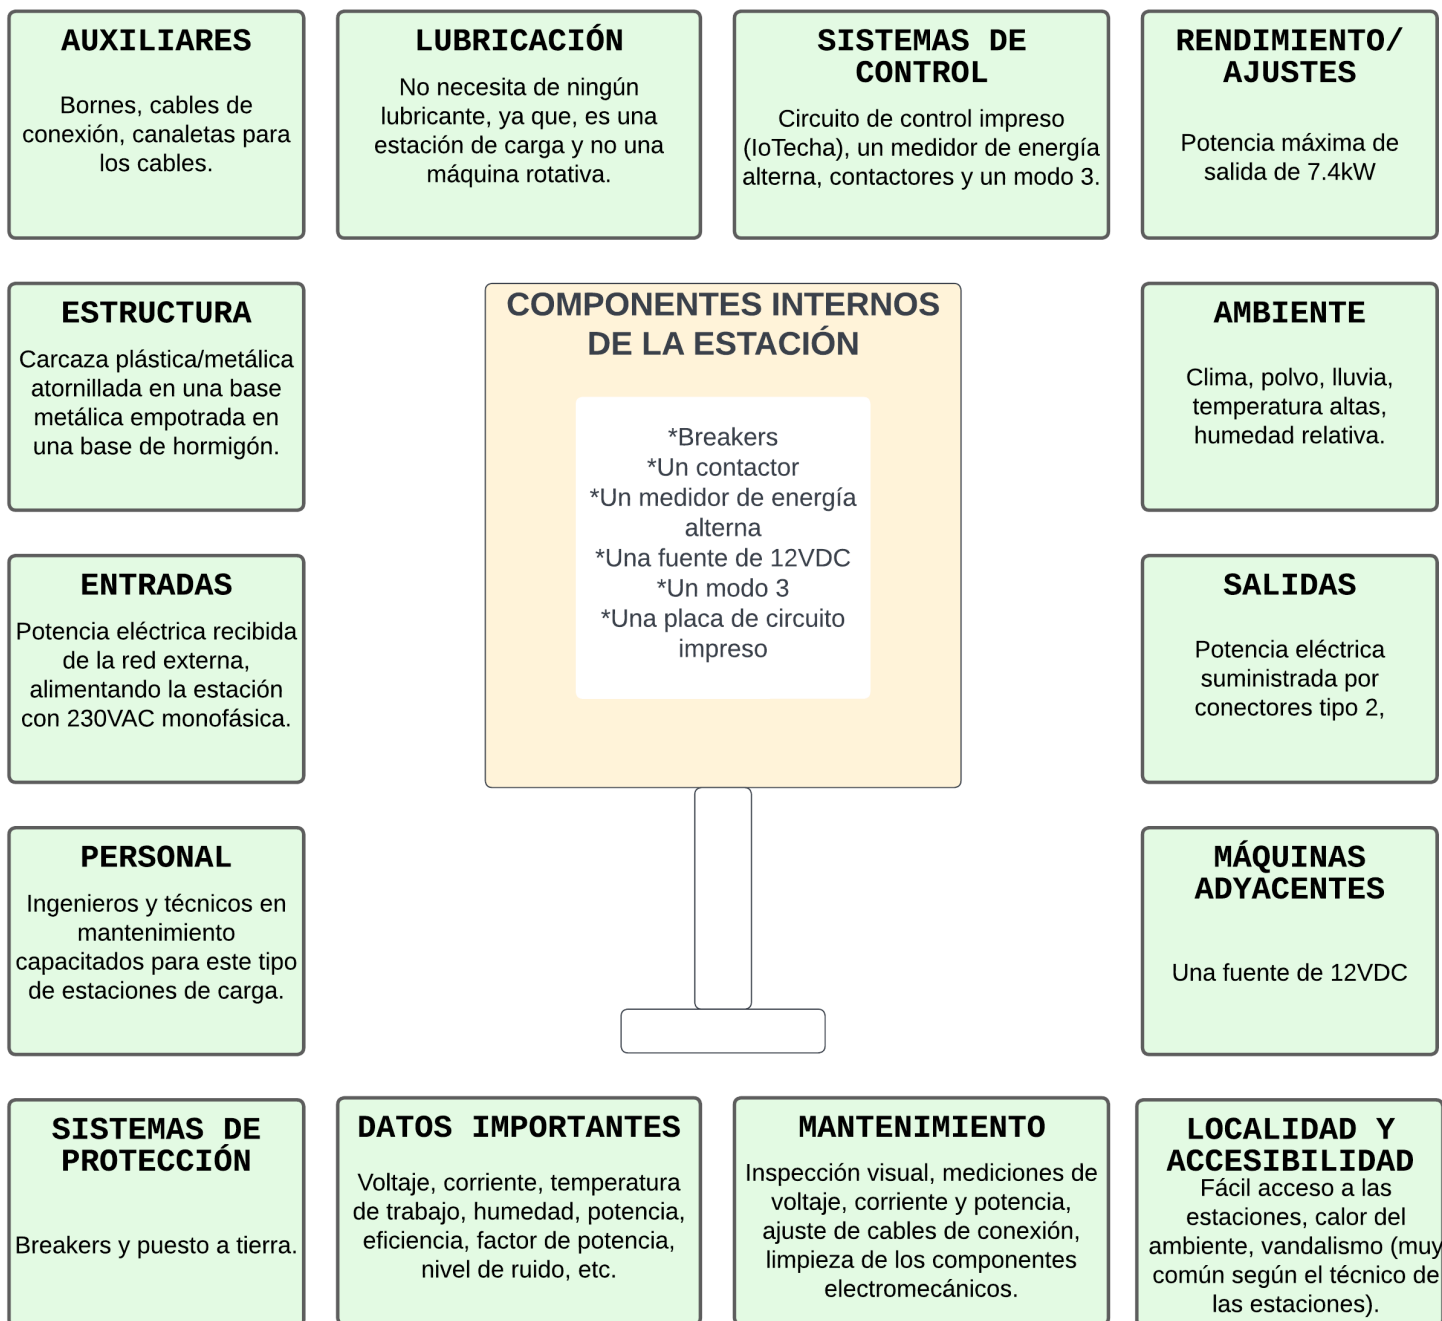 AUXILIARES
Bornes, cables de
conexión, canaletas para
los cables.
LUBRICACIÓN
No necesita de ningún
lubricante, ya que, es una
estación de carga y no una
máquina rotativa.
SISTEMAS DE
CONTROL
Circuito de control impreso
(IoTecha), un medidor de energía
alterna, contactores y un modo 3.
RENDIMIENTO/
AJUSTES
Potencia máxima de
salida de 7.4kW
ESTRUCTURA
Carcaza plástica/metálica
atornillada en una base
metálica empotrada en
una base de hormigón.
COMPONENTES INTERNOS
DE LA ESTACIÓN
*Breakers
*Un contactor
*Un medidor de energía
alterna
*Una fuente de 12VDC
*Un modo 3
*Una placa de circuito
impreso
AMBIENTE
Clima, polvo, lluvia,
temperatura altas,
humedad relativa.
ENTRADAS
Potencia eléctrica recibida
de la red externa,
alimentando la estación
con 230VAC monofásica.
SALIDAS
Potencia eléctrica
suministrada por
conectores tipo 2,
PERSONAL
Ingenieros y técnicos en
mantenimiento
capacitados para este tipo
de estaciones de carga.
MÁQUINAS
ADYACENTES
Una fuente de 12VDC
SISTEMAS DE
PROTECCIÓN
Breakers y puesto a tierra.
DATOS IMPORTANTES
Voltaje, corriente, temperatura
de trabajo, humedad, potencia,
eficiencia, factor de potencia,
nivel de ruido, etc.
MANTENIMIENTO
Inspección visual, mediciones de
voltaje, corriente y potencia,
ajuste de cables de conexión,
limpieza de los componentes
electromecánicos.
LOCALIDAD Y
ACCESIBILIDAD
Fácil acceso a las
estaciones, calor del
ambiente, vandalismo (muy
común según el técnico de
las estaciones).